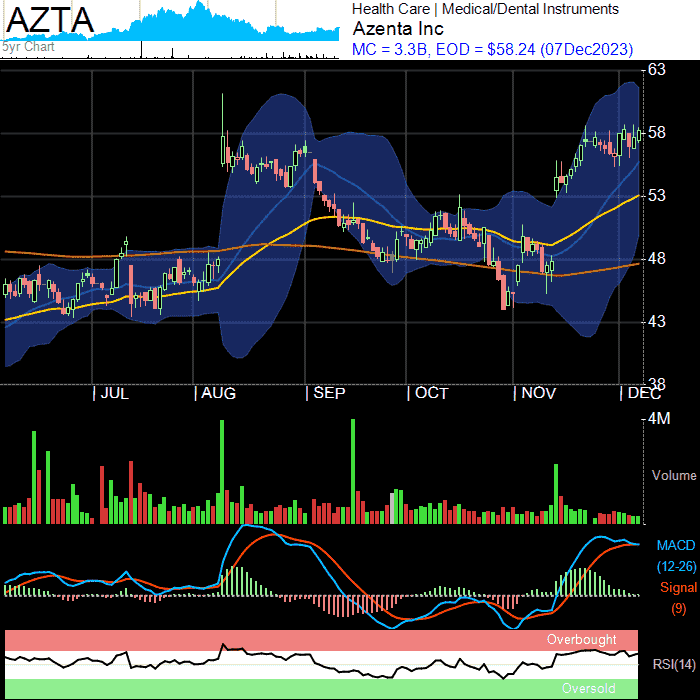 AZTA
5yr Chart
Health Care | Medical/Dental Instruments
Azenta Inc
MC = 3.3B, EOD = $58.24 (07Dec2023)
63
58
53
48
43
38
| JUL | AUG | SEP | OCT | NOV | DEC
4M
Volume
MACD
(12-26)
Signal
(9)
Overbought
RSI(14)
Oversold